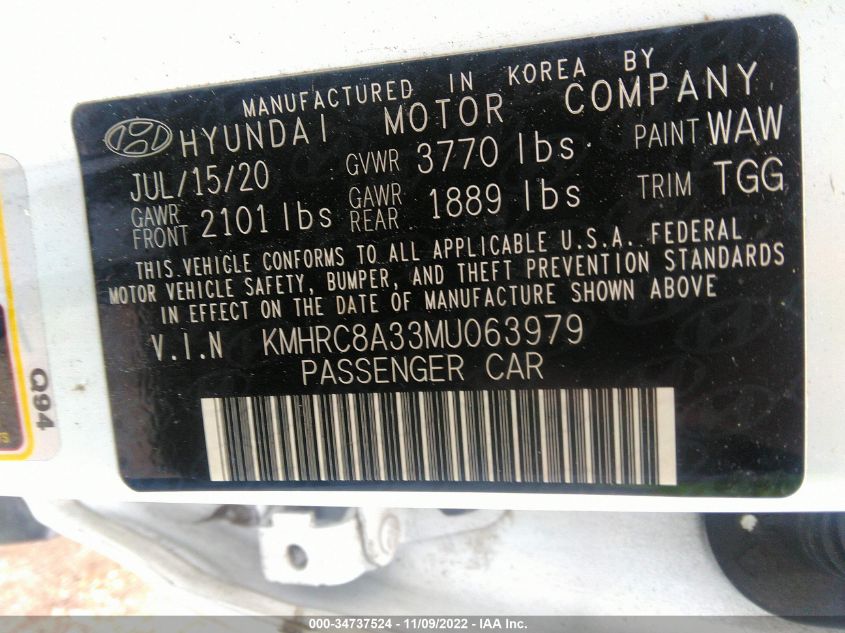 MANUFACTURED IN KOREA BY
HYUNDAI MOTOR COMPANY
JUL/15/20 GVWR 3770 lbs. PAINT WAW
GAWR FRONT 2101 lbs GAWR REAR 1889 lbs TRIM TGG
THIS VEHICLE CONFORMS TO ALL APPLICABLE U.S.A. FEDERAL
MOTOR VEHICLE SAFETY, BUMPER, AND THEFT PREVENTION STANDARDS
IN EFFECT ON THE DATE OF MANUFACTURE SHOWN ABOVE
V.I.N KMHRC8A33MU063979
PASSENGER CAR
Q94
000-34737524 - 11/09/2022 - IAA Inc.